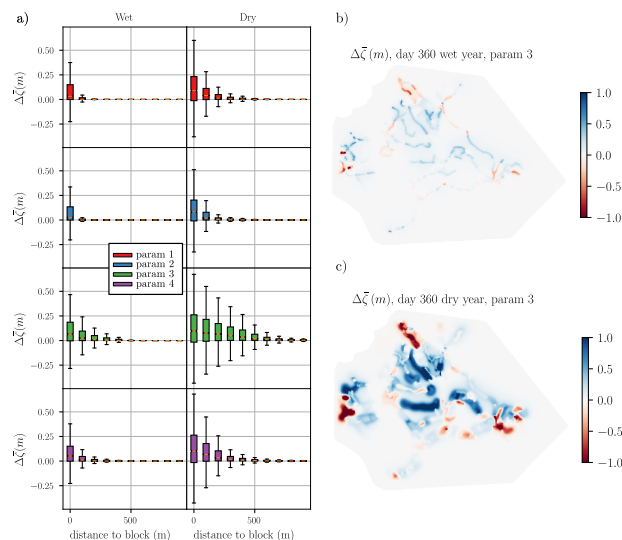 a)
Wet
Dry
Δζ̄(m)
0.50
0.25
0.00
−0.25
Δζ̄(m)
0.50
0.25
0.00
−0.25
param 1
param 2
param 3
param 4
Δζ̄(m)
0.50
0.25
0.00
−0.25
Δζ̄(m)
0.50
0.25
0.00
−0.25
0
500
0
500
distance to block (m)
distance to block (m)
b)
Δζ̄(m), day 360 wet year, param 3
1.0
0.5
0.0
−0.5
−1.0
c)
Δζ̄(m), day 360 dry year, param 3
1.0
0.5
0.0
−0.5
−1.0